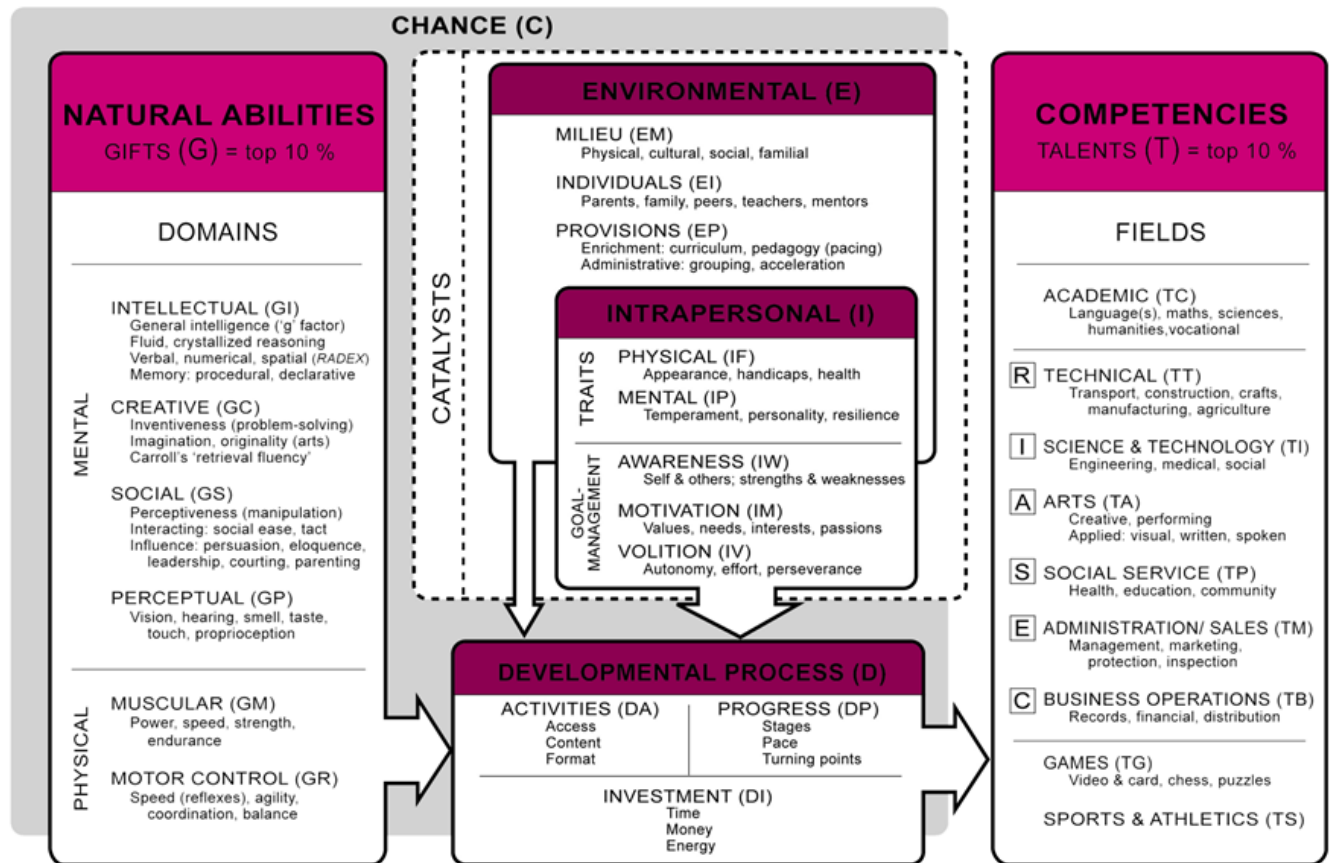 CHANCE (C)
NATURAL ABILITIES
GIFTS (G) = top 10 %
DOMAINS
MENTAL
INTELLECTUAL (GI)
General intelligence ('g' factor)
Fluid, crystallized reasoning
Verbal, numerical, spatial (RADEX)
Memory: procedural, declarative
CREATIVE (GC)
Inventiveness (problem-solving)
Imagination, originality (arts)
Carroll's 'retrieval fluency'
SOCIAL (GS)
Perceptiveness (manipulation)
Interacting: social ease, tact
Influence: persuasion, eloquence,
leadership, courting, parenting
PERCEPTUAL (GP)
Vision, hearing, smell, taste,
touch, proprioception
PHYSICAL
MUSCULAR (GM)
Power, speed, strength,
endurance
MOTOR CONTROL (GR)
Speed (reflexes), agility,
coordination, balance
CATALYSTS
ENVIRONMENTAL (E)
MILIEU (EM)
Physical, cultural, social, familial
INDIVIDUALS (EI)
Parents, family, peers, teachers, mentors
PROVISIONS (EP)
Enrichment: curriculum, pedagogy (pacing)
Administrative: grouping, acceleration
INTRAPERSONAL (I)
TRAITS
PHYSICAL (IF)
Appearance, handicaps, health
MENTAL (IP)
Temperament, personality, resilience
GOAL-
MANAGEMENT
AWARENESS (IW)
Self & others; strengths & weaknesses
MOTIVATION (IM)
Values, needs, interests, passions
VOLITION (IV)
Autonomy, effort, perseverance
DEVELOPMENTAL PROCESS (D)
ACTIVITIES (DA)
Access
Content
Format
PROGRESS (DP)
Stages
Pace
Turning points
INVESTMENT (DI)
Time
Money
Energy
COMPETENCIES
TALENTS (T) = top 10 %
FIELDS
ACADEMIC (TC)
Language(s), maths, sciences,
humanities,vocational
R TECHNICAL (TT)
Transport, construction, crafts,
manufacturing, agriculture
I SCIENCE & TECHNOLOGY (TI)
Engineering, medical, social
A ARTS (TA)
Creative, performing
Applied: visual, written, spoken
S SOCIAL SERVICE (TP)
Health, education, community
E ADMINISTRATION/ SALES (TM)
Management, marketing,
protection, inspection
C BUSINESS OPERATIONS (TB)
Records, financial, distribution
GAMES (TG)
Video & card, chess, puzzles
SPORTS & ATHLETICS (TS)